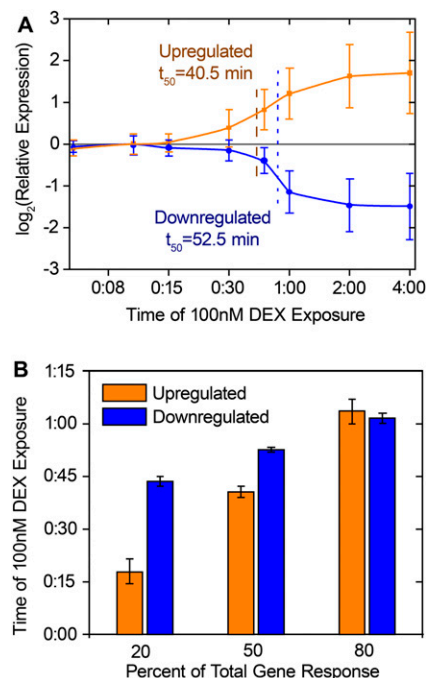 A
2
Upregulated
t50=40.5 min
1
0
-1
Downregulated
t50=52.5 min
-2
-3
log2(Relative Expression)
0:08 0:15 0:30 1:00 2:00 4:00
Time of 100nM DEX Exposure
B
1:15
Upregulated
1:00
Downregulated
0:45
0:30
0:15
0:00
Time of 100nM DEX Exposure
20 50 80
Percent of Total Gene Response